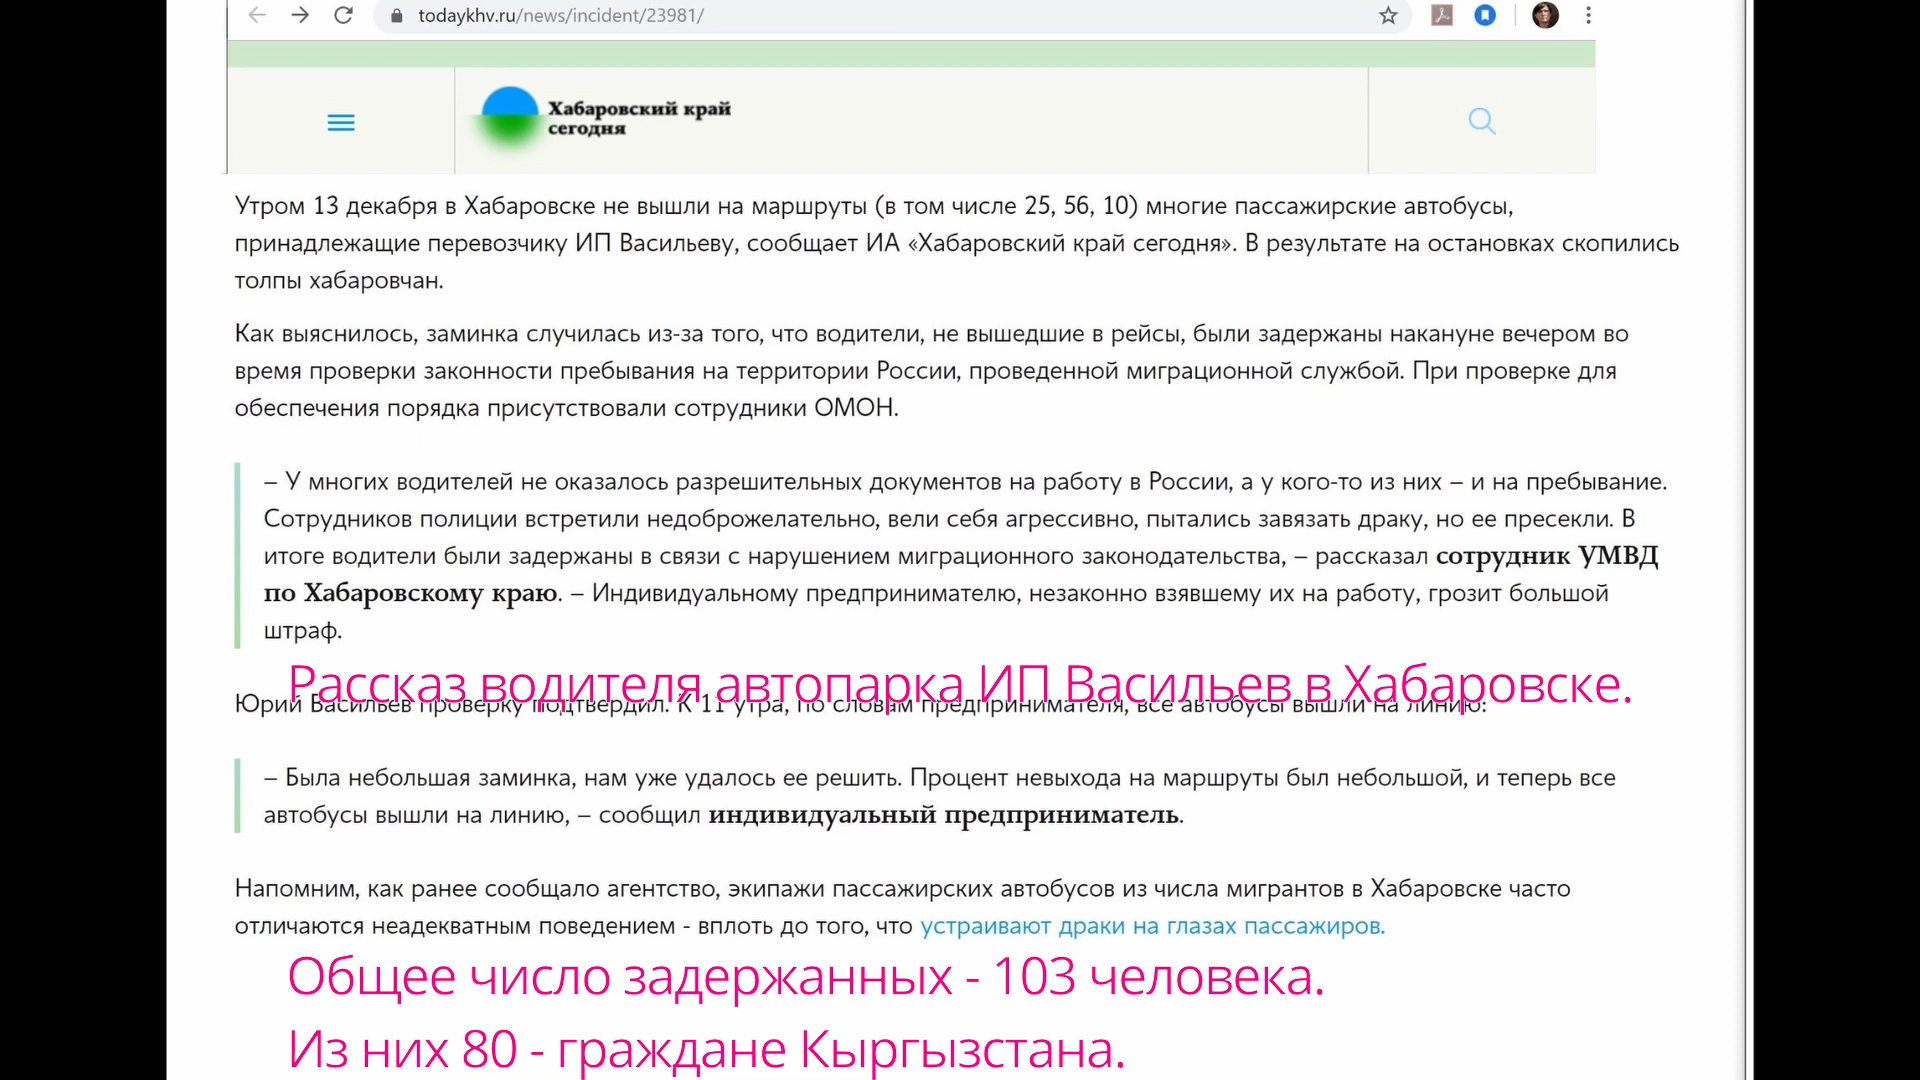 todaykhv.ru/news/incident/23981/
Хабаровский край
сегодня
Утром 13 декабря в Хабаровске не вышли на маршруты (в том числе 25, 56, 10) многие пассажирские автобусы,
принадлежащие перевозчику ИП Васильеву, сообщает ИА «Хабаровский край сегодня». В результате на остановках скопились
толпы хабаровчан.
Как выяснилось, заминка случилась из-за того, что водители, не вышедшие в рейсы, были задержаны накануне вечером во
время проверки законности пребывания на территории России, проведенной миграционной службой. При проверке для
обеспечения порядка присутствовали сотрудники ОМОН.
– У многих водителей не оказалось разрешительных документов на работу в России, а у кого-то из них – и на пребывание.
Сотрудников полиции встретили недоброжелательно, вели себя агрессивно, пытались завязать драку, но ее пресекли. В
итоге водители были задержаны в связи с нарушением миграционного законодательства, – рассказал сотрудник УМВД
по Хабаровскому краю. – Индивидуальному предпринимателю, незаконно взявшему их на работу, грозит большой
штраф.
Рассказ водителя автопарка ИП Васильев в Хабаровске.
Юрий Васильев проверку подтвердил. К 11 утра, по словам предпринимателя, все автобусы вышли на линию:
– Была небольшая заминка, нам уже удалось ее решить. Процент невыхода на маршруты был небольшой, и теперь все
автобусы вышли на линию, – сообщил индивидуальный предприниматель.
Напомним, как ранее сообщало агентство, экипажи пассажирских автобусов из числа мигрантов в Хабаровске часто
отличаются неадекватным поведением - вплоть до того, что устраивают драки на глазах пассажиров.
Общее число задержанных - 103 человека.
Из них 80 - граждане Кыргызстана.